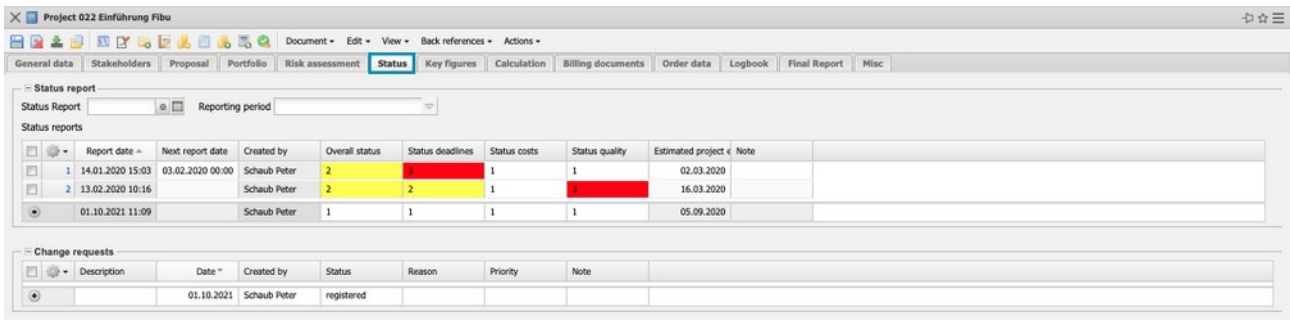 Project 022 Einführung Fibu
Document Edit View Back references Actions
General data Stakeholders Proposal Portfolio Risk assessment Status Key figures Calculation Billing documents Order data Logbook Final Report Misc
Status report
Status Report Reporting period
Status reports
Report date Next report date Created by Overall status Status deadlines Status costs Status quality Estimated project e Note
1 14.01.2020 15:03 03.02.2020 00:00 Schaub Peter 2 3 1 1 02.03.2020
2 13.02.2020 10:16 Schaub Peter 2 2 1 3 16.03.2020
01.10.2021 11:09 Schaub Peter 1 1 1 1 05.09.2020
Change requests
Description Date Created by Status Reason Priority Note
01.10.2021 Schaub Peter registered